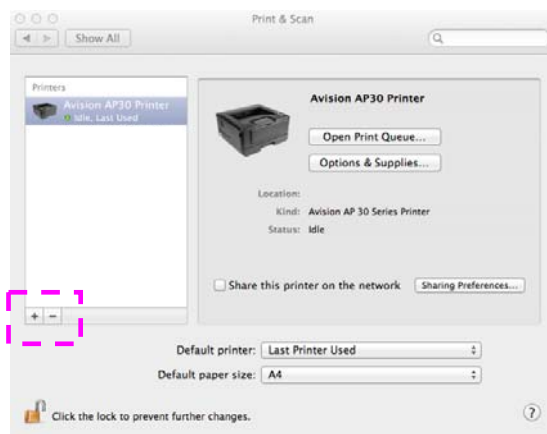 Print & Scan
Show All
Printers
Avision AP30 Printer
Idle, Last Used
Avision AP30 Printer
Open Print Queue...
Options & Supplies...
Location:
Kind: Avision AP 30 Series Printer
Status: Idle
Share this printer on the network Sharing Preferences...
+ −
Default printer: Last Printer Used
Default paper size: A4
Click the lock to prevent further changes. ?